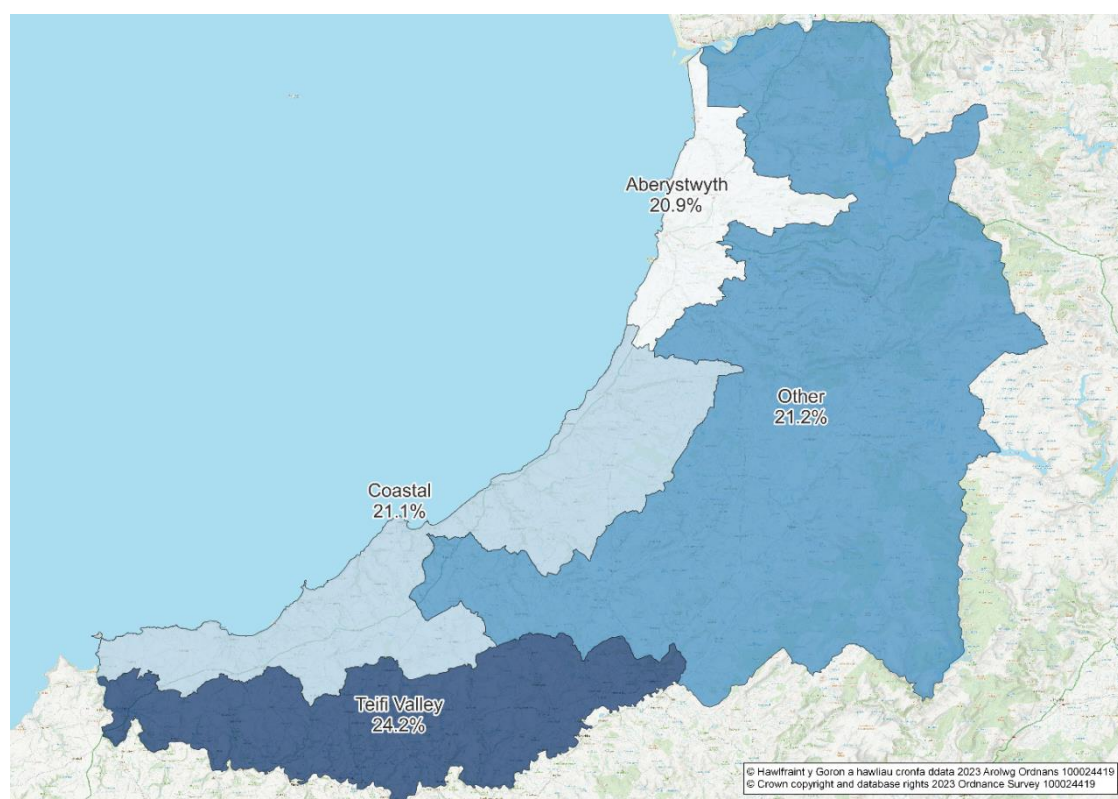 Aberystwyth
20.9%
Other
21.2%
Coastal
21.1%
Teifi Valley
24.2%
© Hawlfraint y Goron a hawliau cronfa ddata 2023 Arolwg Ordnans 100024419
© Crown copyright and database rights 2023 Ordnance Survey 100024419